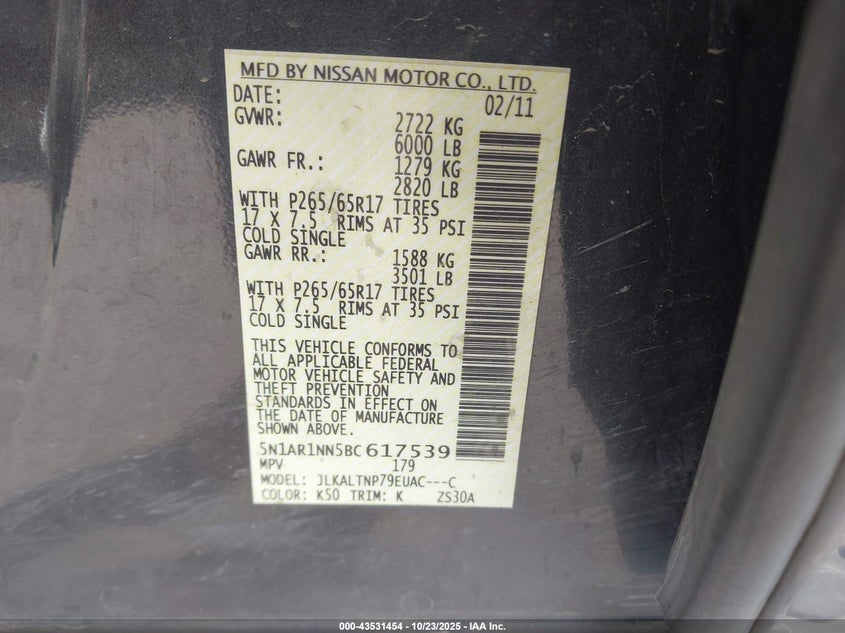 MFD BY NISSAN MOTOR CO., LTD.
DATE: 02/11
GVWR: 2722 KG
6000 LB
GAWR FR.: 1279 KG
2820 LB
WITH P265/65R17 TIRES
17 X 7.5 RIMS AT 35 PSI
COLD SINGLE
GAWR RR.: 1588 KG
3501 LB
WITH P265/65R17 TIRES
17 X 7.5 RIMS AT 35 PSI
COLD SINGLE
THIS VEHICLE CONFORMS TO
ALL APPLICABLE FEDERAL
MOTOR VEHICLE SAFETY AND
THEFT PREVENTION
STANDARDS IN EFFECT ON
THE DATE OF MANUFACTURE
SHOWN ABOVE.
5N1AR1NN5BC617539
MPV 179
MODEL: JLKALTNP79EUAC---C
COLOR: K50 TRIM: K ZS30A
000-43531454 - 10/23/2025 - IAA Inc.